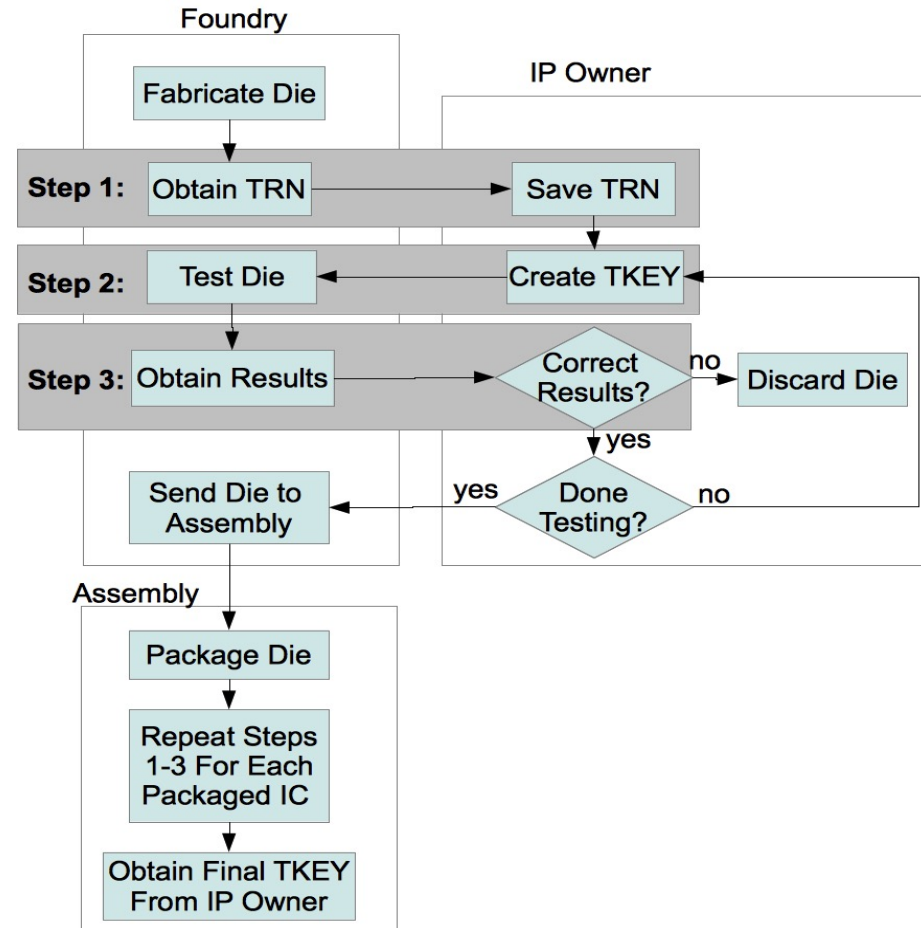 Foundry
IP Owner
Fabricate Die
Step 1:
Obtain TRN
Save TRN
Step 2:
Test Die
Create TKEY
Step 3:
Obtain Results
Correct
Results?
no
Discard Die
yes
Send Die to
Assembly
yes
Done
Testing?
no
Assembly
Package Die
Repeat Steps
1-3 For Each
Packaged IC
Obtain Final TKEY
From IP Owner